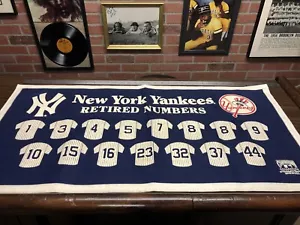 New York Yankees
RETIRED NUMBERS
1 3 4 5 7 8 8 9
10 15 16 23 32 37 44